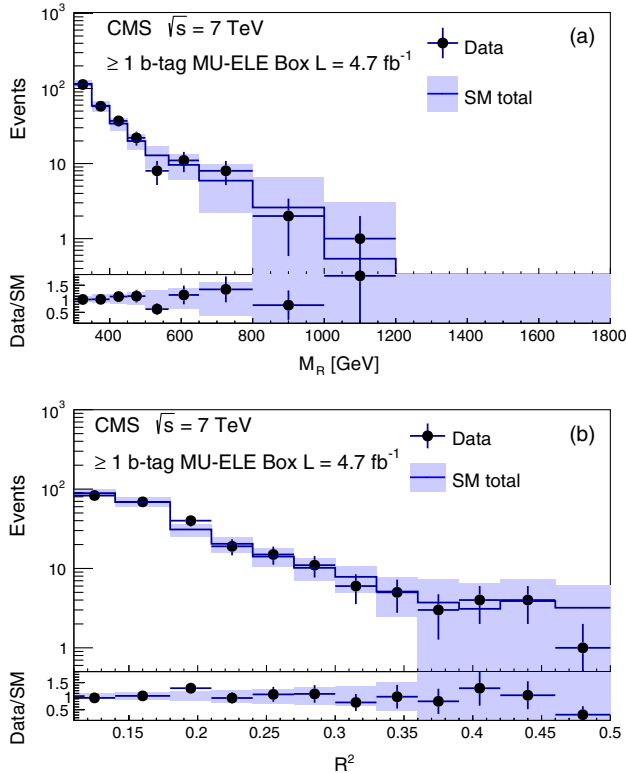 CMS √s = 7 TeV
(a)
≥ 1 b-tag MU-ELE Box L = 4.7 fb⁻¹
Data
SM total
Events
10³
10²
10
1
Data/SM
1.5
1
0.5
400 600 800 1000 1200 1400 1600 1800
M_R [GeV]
CMS √s = 7 TeV
(b)
≥ 1 b-tag MU-ELE Box L = 4.7 fb⁻¹
Data
SM total
Events
10³
10²
10
1
Data/SM
1.5
1
0.5
0.15 0.2 0.25 0.3 0.35 0.4 0.45 0.5
R²